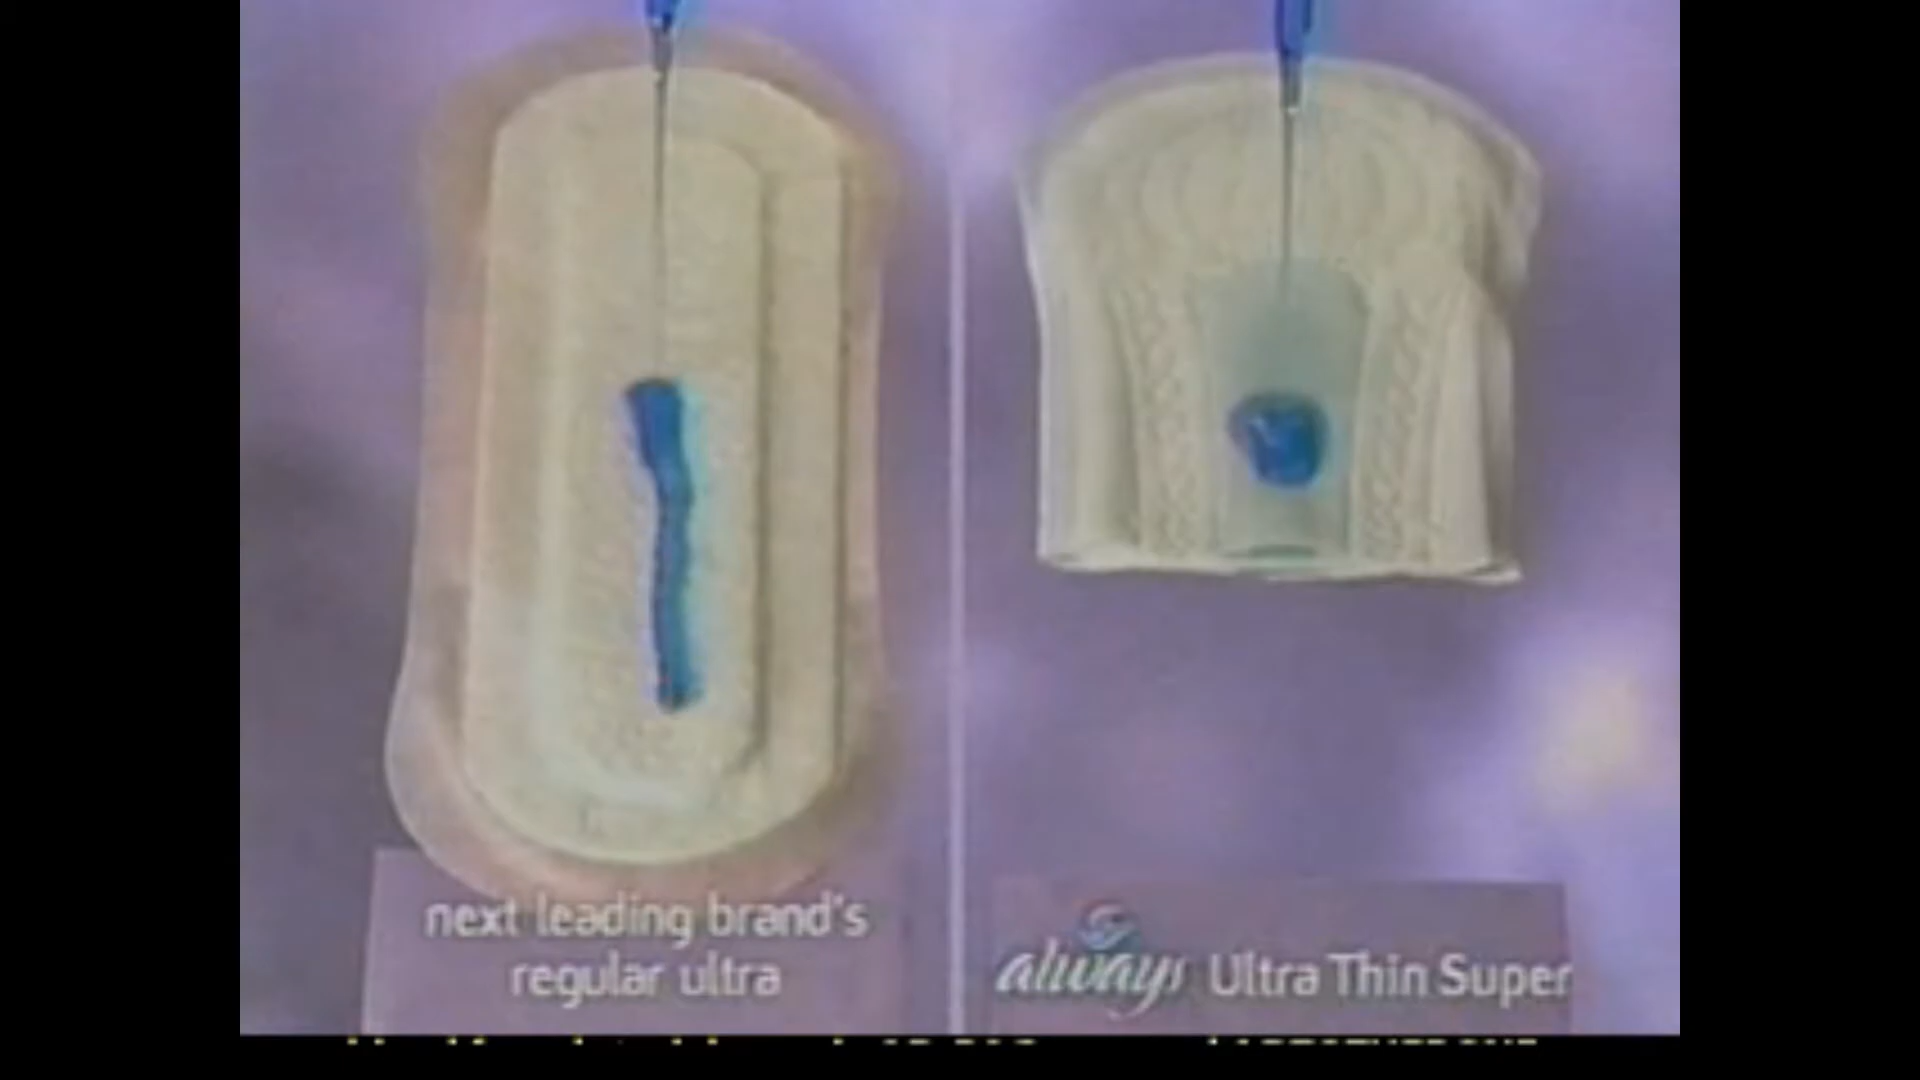 next leading brand's
regular ultra
always Ultra Thin Super